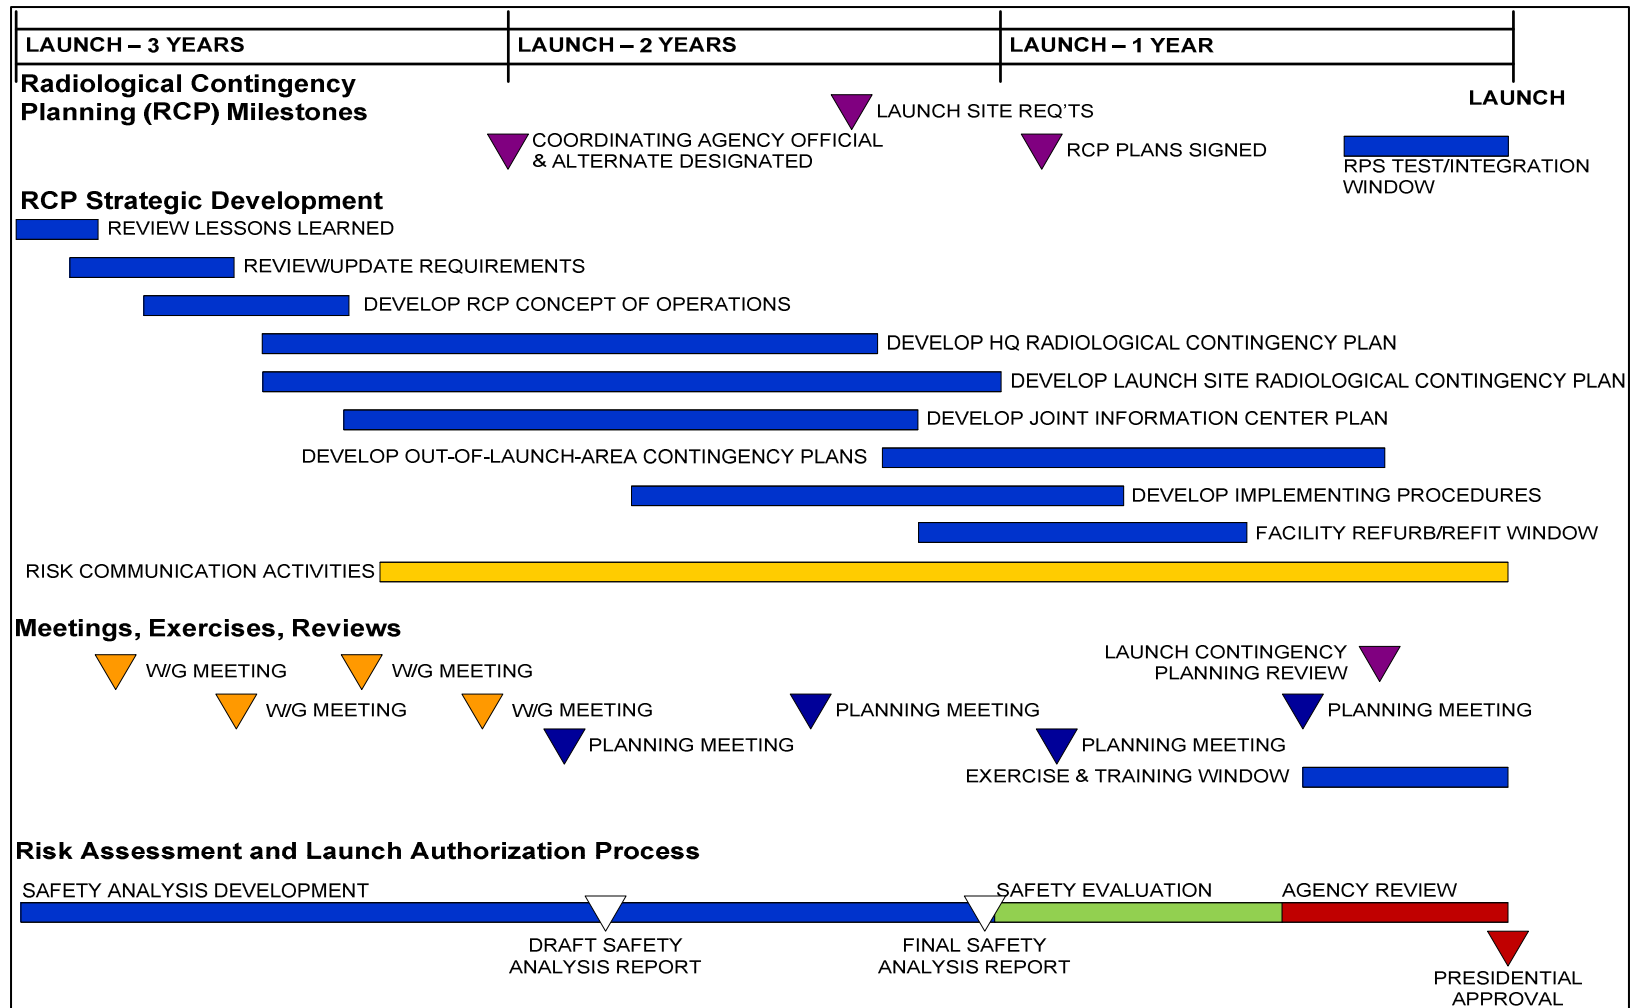 LAUNCH – 3 YEARS
LAUNCH – 2 YEARS
LAUNCH – 1 YEAR
LAUNCH
Radiological Contingency
Planning (RCP) Milestones
LAUNCH SITE REQ'TS
COORDINATING AGENCY OFFICIAL
& ALTERNATE DESIGNATED
RCP PLANS SIGNED
RPS TEST/INTEGRATION
WINDOW
RCP Strategic Development
REVIEW LESSONS LEARNED
REVIEW/UPDATE REQUIREMENTS
DEVELOP RCP CONCEPT OF OPERATIONS
DEVELOP HQ RADIOLOGICAL CONTINGENCY PLAN
DEVELOP LAUNCH SITE RADIOLOGICAL CONTINGENCY PLAN
DEVELOP JOINT INFORMATION CENTER PLAN
DEVELOP OUT-OF-LAUNCH-AREA CONTINGENCY PLANS
DEVELOP IMPLEMENTING PROCEDURES
FACILITY REFURB/REFIT WINDOW
RISK COMMUNICATION ACTIVITIES
Meetings, Exercises, Reviews
W/G MEETING
W/G MEETING
LAUNCH CONTINGENCY
PLANNING REVIEW
W/G MEETING
W/G MEETING
PLANNING MEETING
PLANNING MEETING
PLANNING MEETING
PLANNING MEETING
EXERCISE & TRAINING WINDOW
Risk Assessment and Launch Authorization Process
SAFETY ANALYSIS DEVELOPMENT
SAFETY EVALUATION
AGENCY REVIEW
DRAFT SAFETY
ANALYSIS REPORT
FINAL SAFETY
ANALYSIS REPORT
PRESIDENTIAL
APPROVAL